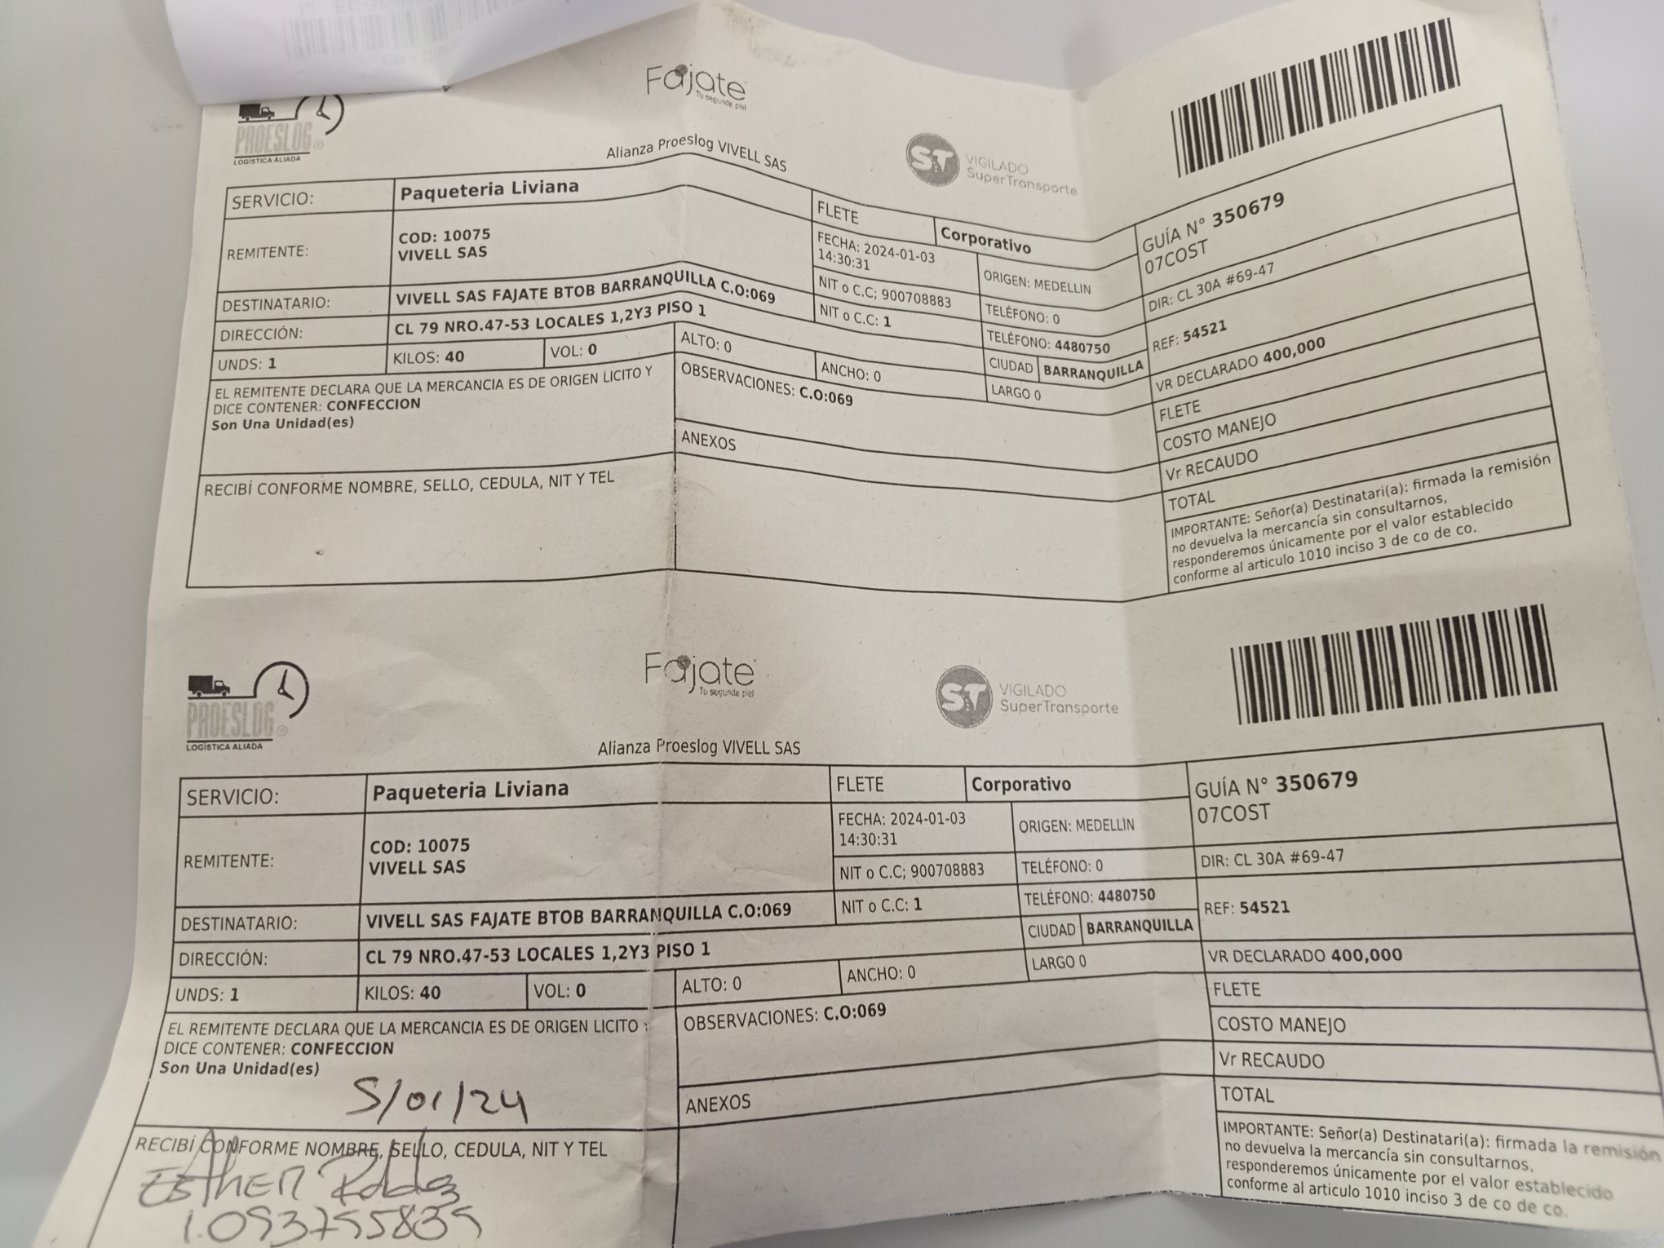 Fajate
Tu segunda piel
PROESLOG
LOGÍSTICA ALIADA
Alianza Proeslog VIVELL SAS
ST VIGILADO
SuperTransporte
SERVICIO: Paqueteria Liviana
FLETE Corporativo
GUÍA N° 350679
07COST
REMITENTE: COD: 10075
VIVELL SAS
FECHA: 2024-01-03
14:30:31
ORIGEN: MEDELLIN
DIR: CL 30A #69-47
NIT o C.C; 900708883
TELÉFONO: 0
DESTINATARIO: VIVELL SAS FAJATE BTOB BARRANQUILLA C.O:069
NIT o C.C: 1
TELÉFONO: 4480750
REF: 54521
DIRECCIÓN: CL 79 NRO.47-53 LOCALES 1,2Y3 PISO 1
CIUDAD BARRANQUILLA
VR DECLARADO 400,000
UNDS: 1 KILOS: 40 VOL: 0 ALTO: 0 ANCHO: 0 LARGO 0
FLETE
EL REMITENTE DECLARA QUE LA MERCANCIA ES DE ORIGEN LICITO Y
DICE CONTENER: CONFECCION
Son Una Unidad(es)
OBSERVACIONES: C.O:069
COSTO MANEJO
Vr RECAUDO
ANEXOS
TOTAL
RECIBÍ CONFORME NOMBRE, SELLO, CEDULA, NIT Y TEL
IMPORTANTE: Señor(a) Destinatari(a): firmada la remisión
no devuelva la mercancía sin consultarnos,
responderemos únicamente por el valor establecido
conforme al articulo 1010 inciso 3 de co de co.
Fajate
Tu segunda piel
PROESLOG
LOGÍSTICA ALIADA
Alianza Proeslog VIVELL SAS
ST VIGILADO
SuperTransporte
SERVICIO: Paqueteria Liviana
FLETE Corporativo
GUÍA N° 350679
07COST
REMITENTE: COD: 10075
VIVELL SAS
FECHA: 2024-01-03
14:30:31
ORIGEN: MEDELLIN
DIR: CL 30A #69-47
NIT o C.C; 900708883
TELÉFONO: 0
DESTINATARIO: VIVELL SAS FAJATE BTOB BARRANQUILLA C.O:069
NIT o C.C: 1
TELÉFONO: 4480750
REF: 54521
DIRECCIÓN: CL 79 NRO.47-53 LOCALES 1,2Y3 PISO 1
CIUDAD BARRANQUILLA
VR DECLARADO 400,000
UNDS: 1 KILOS: 40 VOL: 0 ALTO: 0 ANCHO: 0 LARGO 0
FLETE
EL REMITENTE DECLARA QUE LA MERCANCIA ES DE ORIGEN LICITO Y
DICE CONTENER: CONFECCION
Son Una Unidad(es)
OBSERVACIONES: C.O:069
COSTO MANEJO
Vr RECAUDO
5/01/24
ANEXOS
TOTAL
RECIBÍ CONFORME NOMBRE, SELLO, CEDULA, NIT Y TEL
IMPORTANTE: Señor(a) Destinatari(a): firmada la remisión
no devuelva la mercancía sin consultarnos,
responderemos únicamente por el valor establecido
conforme al articulo 1010 inciso 3 de co de co.
EstHER
1.093755835